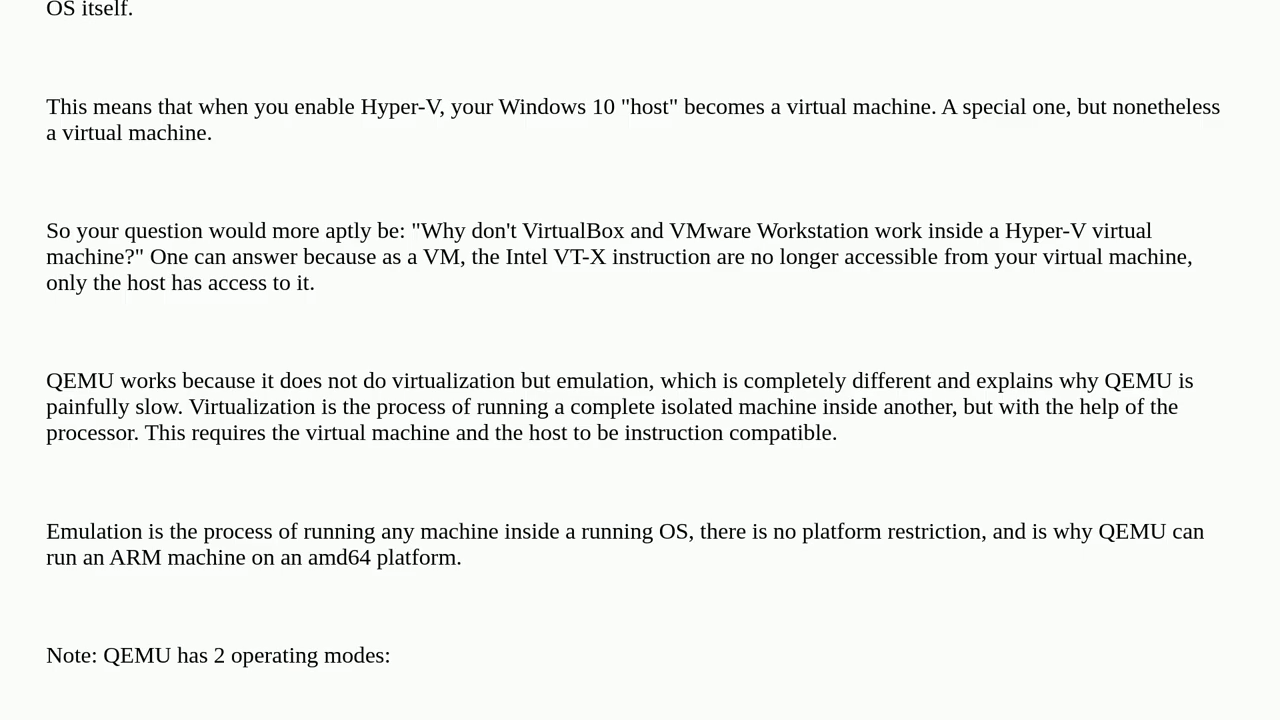 OS itself.
This means that when you enable Hyper-V, your Windows 10 "host" becomes a virtual machine. A special one, but nonetheless
a virtual machine.
So your question would more aptly be: "Why don't VirtualBox and VMware Workstation work inside a Hyper-V virtual
machine?" One can answer because as a VM, the Intel VT-X instruction are no longer accessible from your virtual machine,
only the host has access to it.
QEMU works because it does not do virtualization but emulation, which is completely different and explains why QEMU is
painfully slow. Virtualization is the process of running a complete isolated machine inside another, but with the help of the
processor. This requires the virtual machine and the host to be instruction compatible.
Emulation is the process of running any machine inside a running OS, there is no platform restriction, and is why QEMU can
run an ARM machine on an amd64 platform.
Note: QEMU has 2 operating modes: